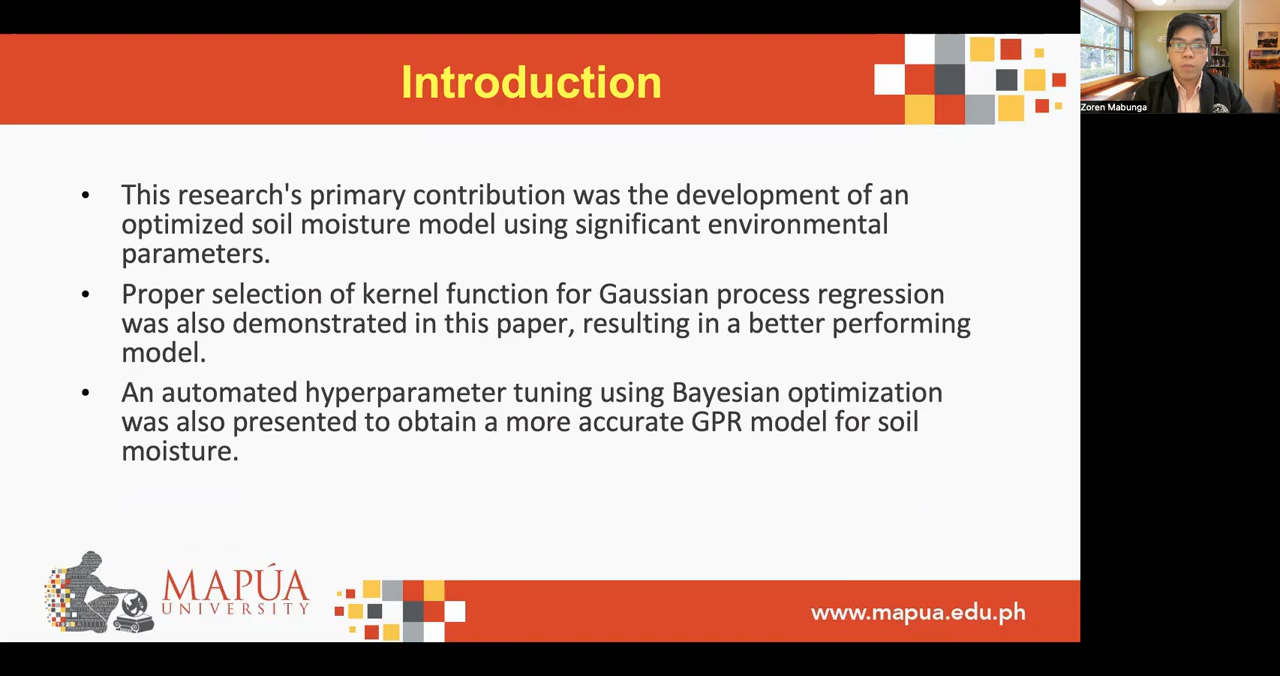 Introduction
Zoren Mabunga
• This research's primary contribution was the development of an
optimized soil moisture model using significant environmental
parameters.
• Proper selection of kernel function for Gaussian process regression
was also demonstrated in this paper, resulting in a better performing
model.
• An automated hyperparameter tuning using Bayesian optimization
was also presented to obtain a more accurate GPR model for soil
moisture.
MAPÚA
UNIVERSITY
www.mapua.edu.ph